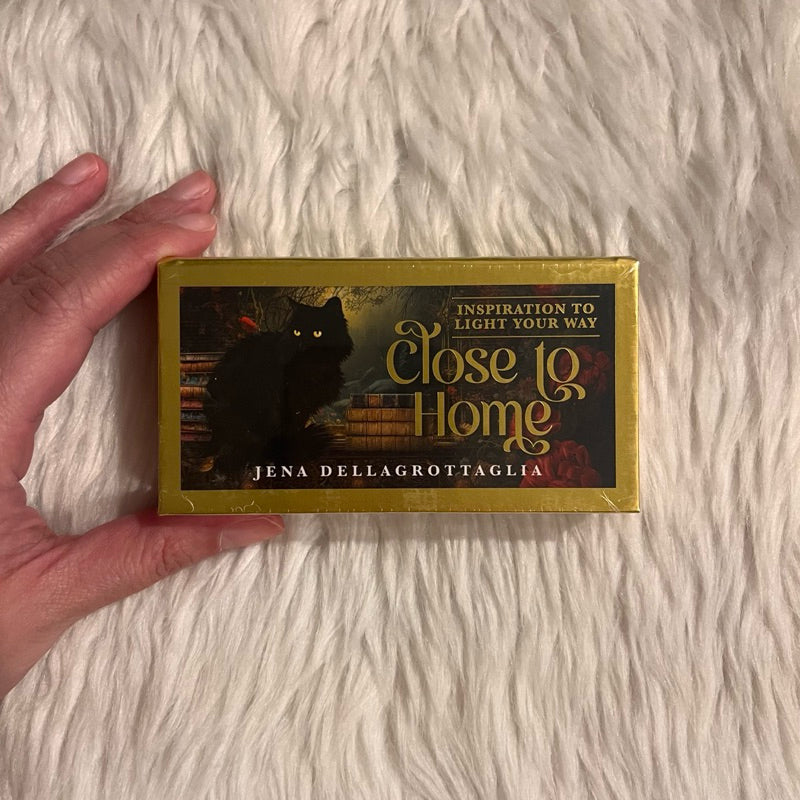 INSPIRATION TO
LIGHT YOUR WAY
Close to
Home
JENA DELLAGROTTAGLIA